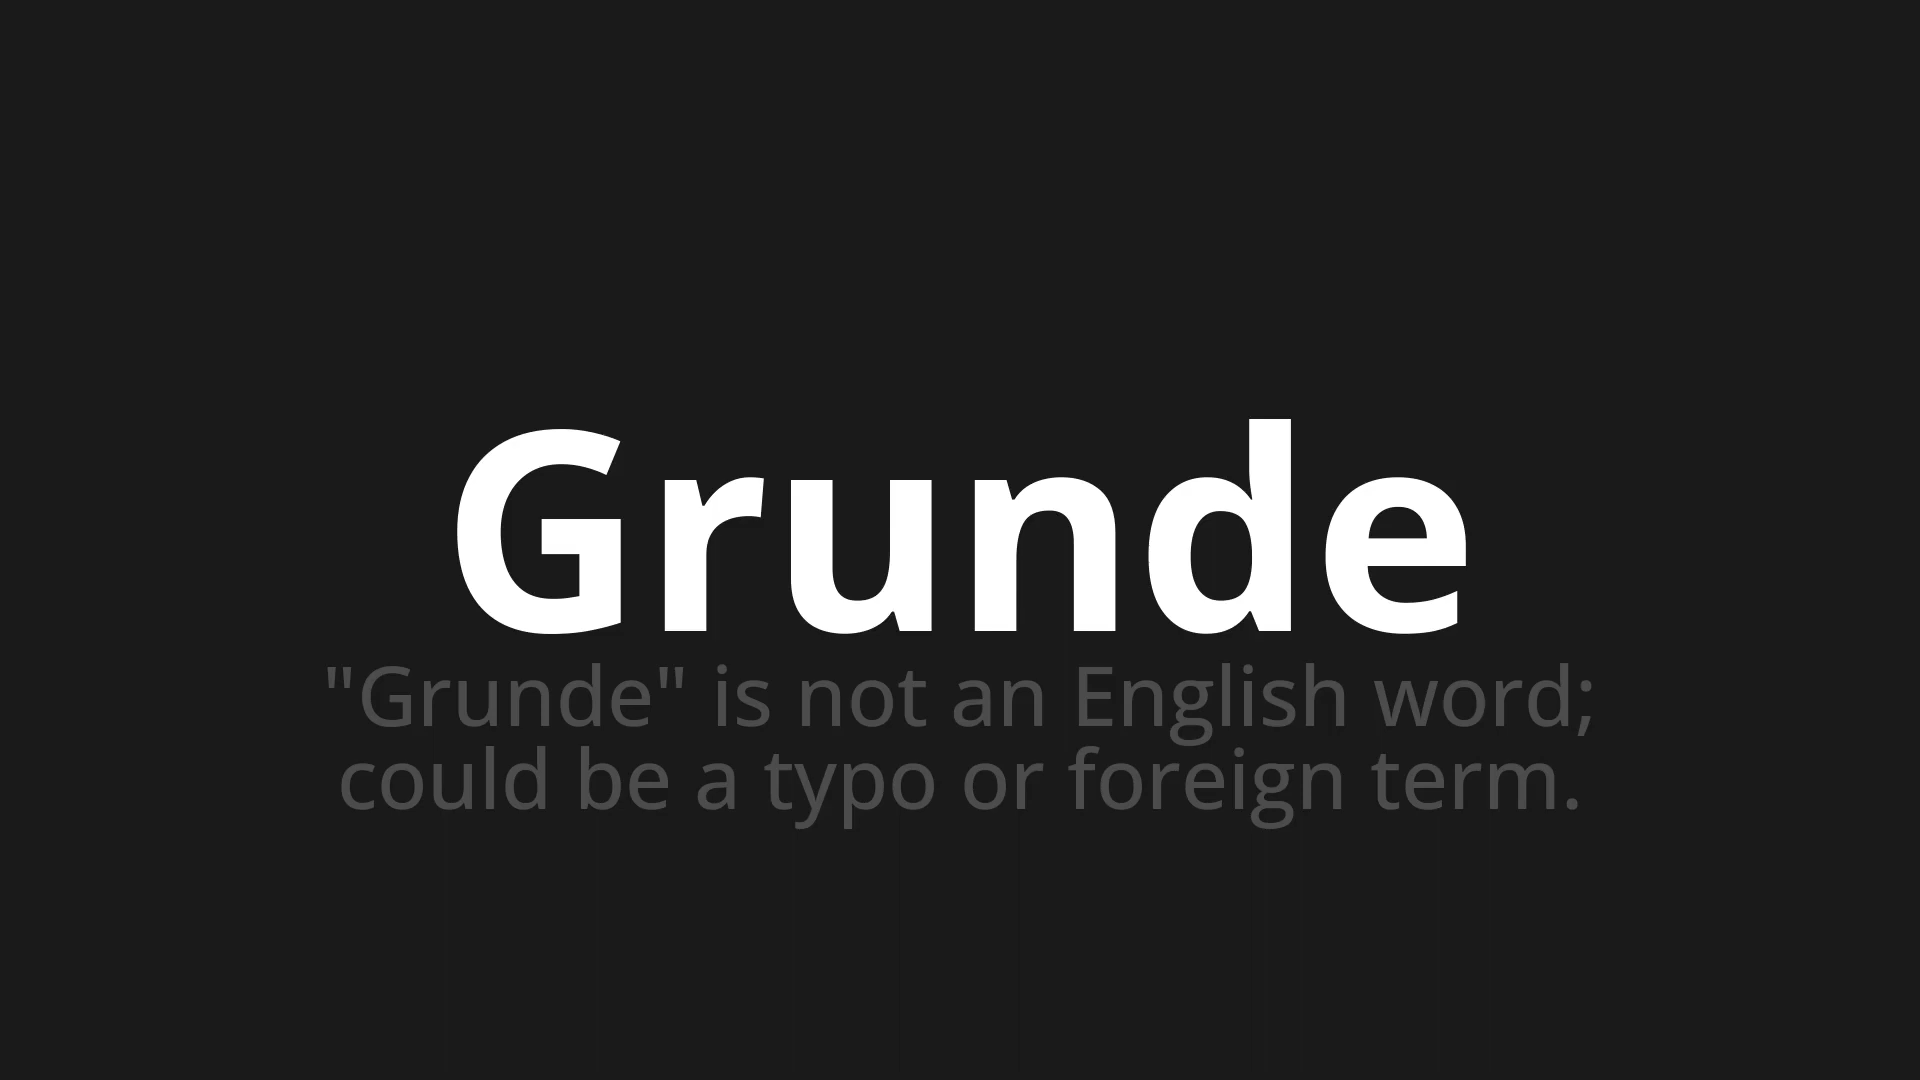 Grunde
"Grunde" is not an English word;
could be a typo or foreign term.